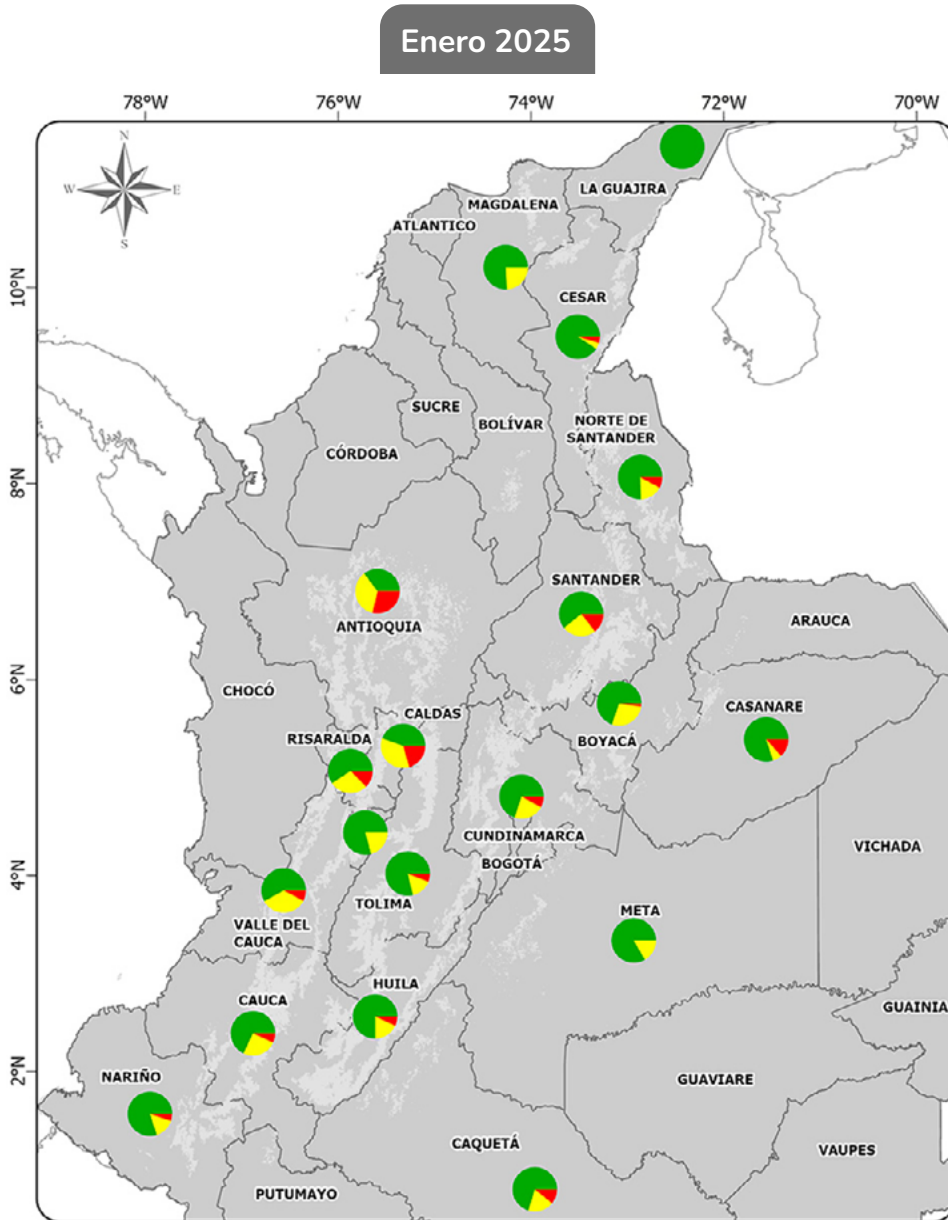 Enero 2025
78°W 76°W 74°W 72°W 70°W
N
W E
S
LA GUAJIRA
MAGDALENA
ATLANTICO
10°N
CESAR
SUCRE
BOLÍVAR
NORTE DE
SANTANDER
CÓRDOBA
8°N
SANTANDER
ANTIOQUIA
ARAUCA
6°N
CHOCÓ
CALDAS
CASANARE
RISARALDA
BOYACÁ
CUNDINAMARCA
VICHADA
BOGOTÁ
4°N
TOLIMA
META
VALLE DEL
CAUCA
HUILA
CAUCA
GUAINIA
2°N
NARIÑO
GUAVIARE
CAQUETÁ
VAUPES
PUTUMAYO